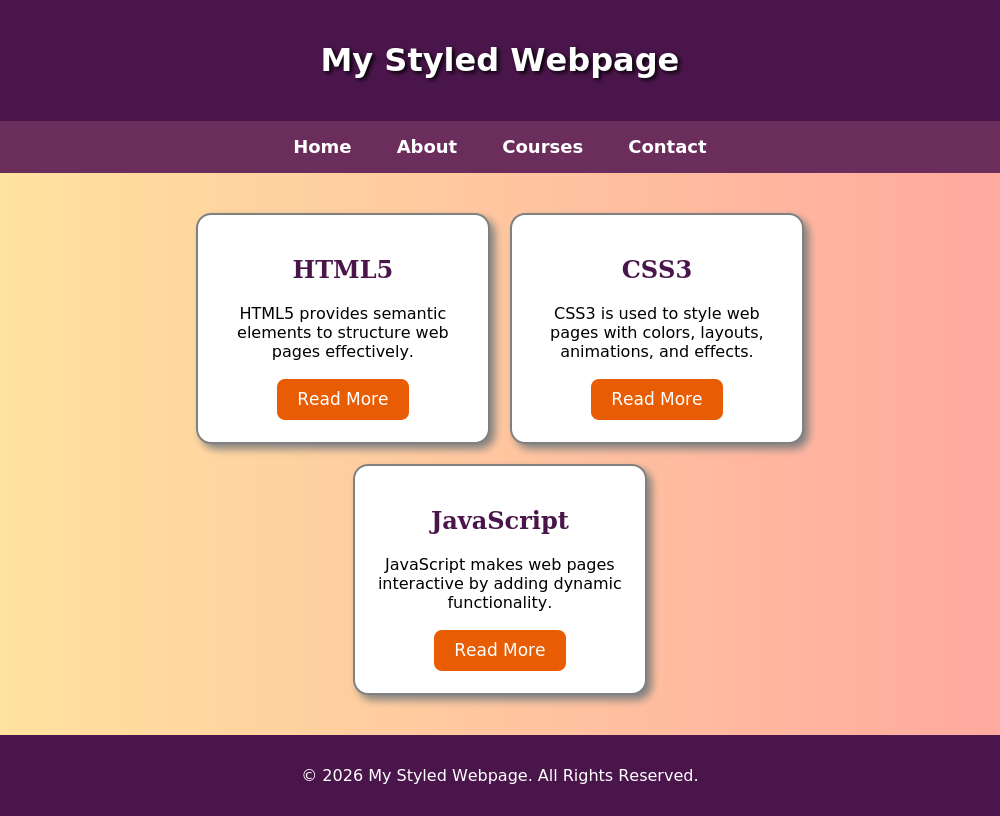 My Styled Webpage
Home About Courses Contact
HTML5
HTML5 provides semantic
elements to structure web
pages effectively.
Read More
CSS3
CSS3 is used to style web
pages with colors, layouts,
animations, and effects.
Read More
JavaScript
JavaScript makes web pages
interactive by adding dynamic
functionality.
Read More
© 2026 My Styled Webpage. All Rights Reserved.